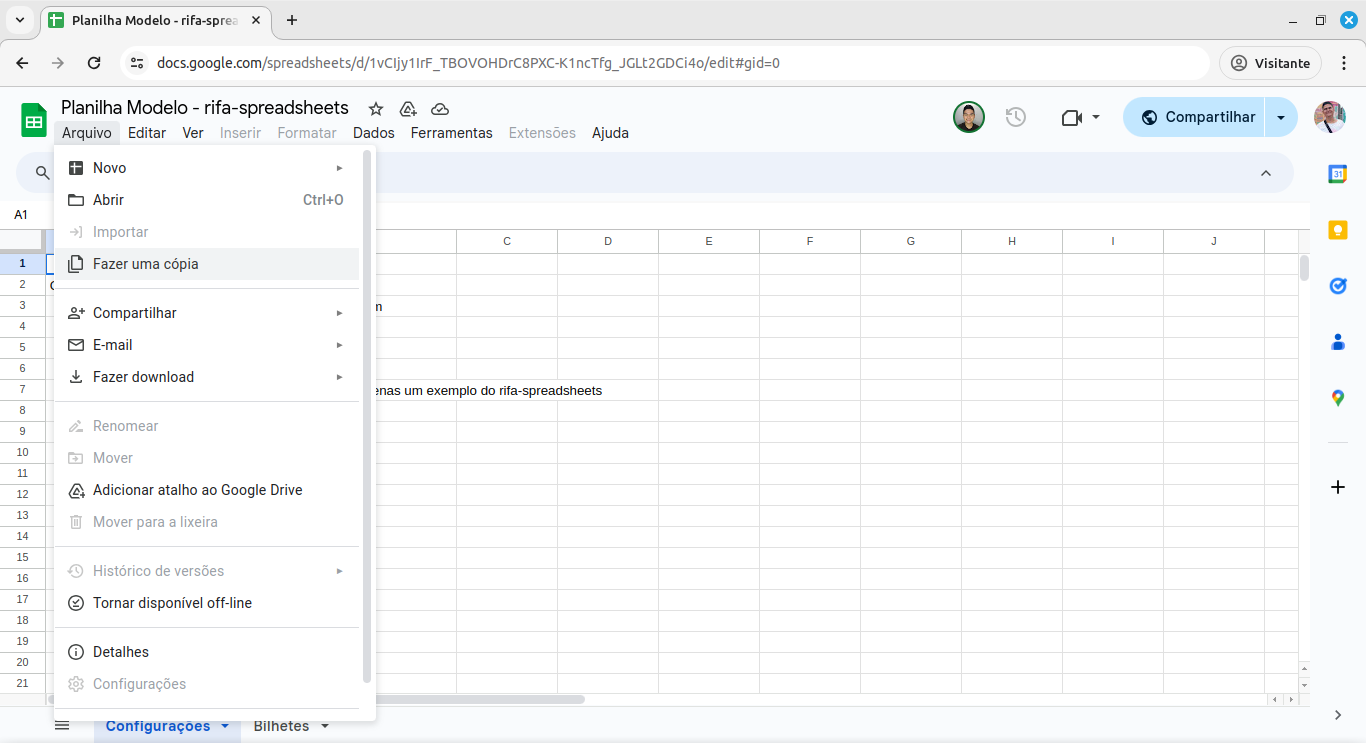 Planilha Modelo - rifa-sprea
docs.google.com/spreadsheets/d/1vCIjy1IrF_TBOVOHDrC8PXC-K1ncTfg_JGLt2GDCi4o/edit#gid=0
Visitante
Planilha Modelo - rifa-spreadsheets
Arquivo Editar Ver Inserir Formatar Dados Ferramentas Extensões Ajuda
Compartilhar
Novo
Abrir Ctrl+O
Importar
Fazer uma cópia
Compartilhar
E-mail
Fazer download
Renomear
Mover
Adicionar atalho ao Google Drive
Mover para a lixeira
Histórico de versões
Tornar disponível off-line
Detalhes
Configurações
A1
C D E F G H I J
1
2
3
4
5
6
7 enas um exemplo do rifa-spreadsheets
8
9
10
11
12
13
14
15
16
17
18
19
20
21
31
Configurações Bilhetes